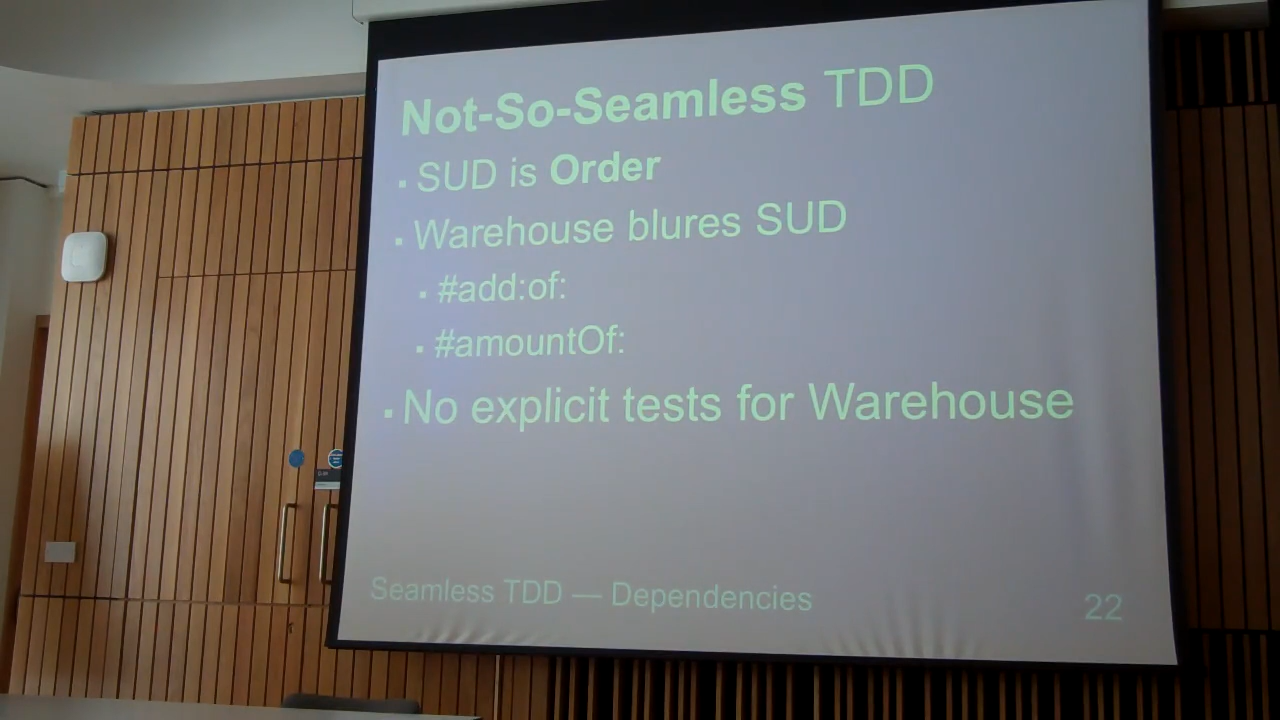 Not-So-Seamless TDD
SUD is Order
Warehouse blures SUD
#add:of:
#amountOf:
No explicit tests for Warehouse
Seamless TDD — Dependencies
22